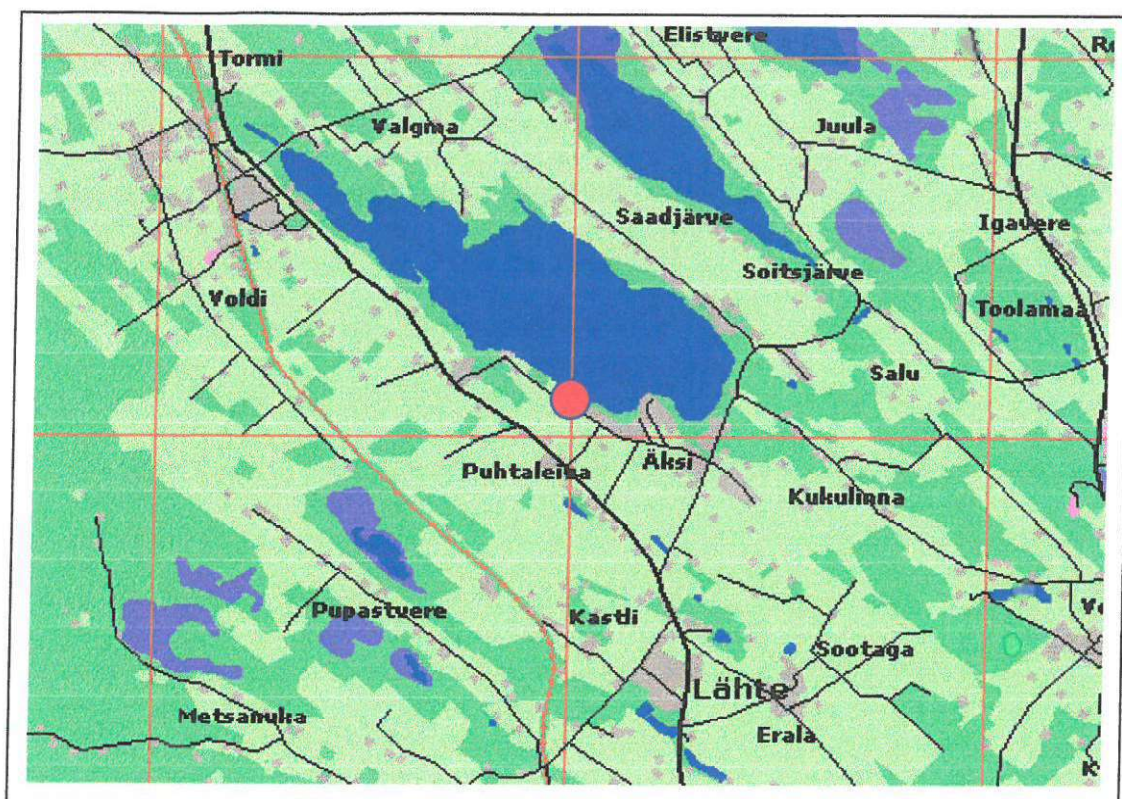 Elistvere
Tormi
Valgma
Juula
Saadjärve
Igavere
Soitsjärve
Voldi
Toolamaa
Salu
Puhtaleiva
Äksi
Kukulinna
Pupastvere
Kastli
Sootaga
Lähte
Metsanuka
Erala